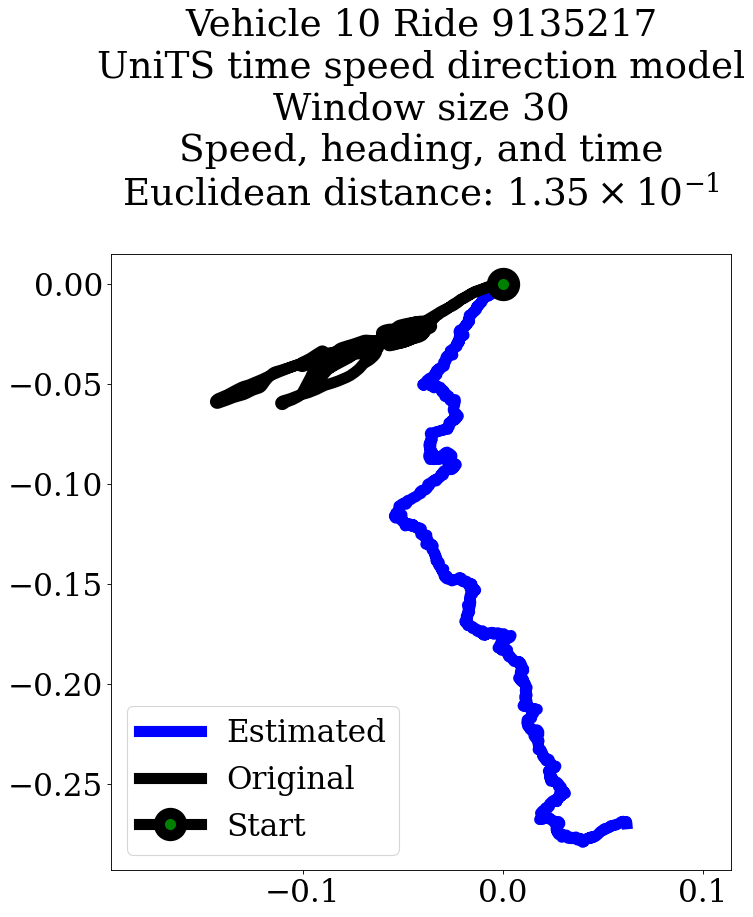 Vehicle 10 Ride 9135217
UniTS time speed direction model
Window size 30
Speed, heading, and time
Euclidean distance: 1.35 × 10⁻¹
0.00
−0.05
−0.10
−0.15
−0.20
−0.25
Estimated
Original
Start
−0.1 0.0 0.1